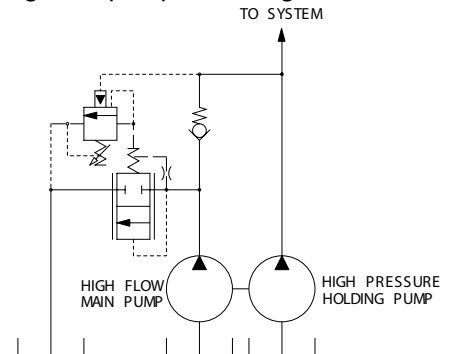 TO SYSTEM
HIGH FLOW
MAIN PUMP
HIGH PRESSURE
HOLDING PUMP